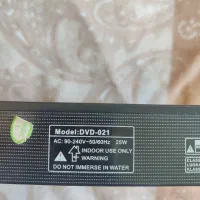 Model:DVD-021
AC: 90-240V~50/60Hz 25W
INDOOR USE ONLY
WARNING
DO NOT IMMERSE IN WATER